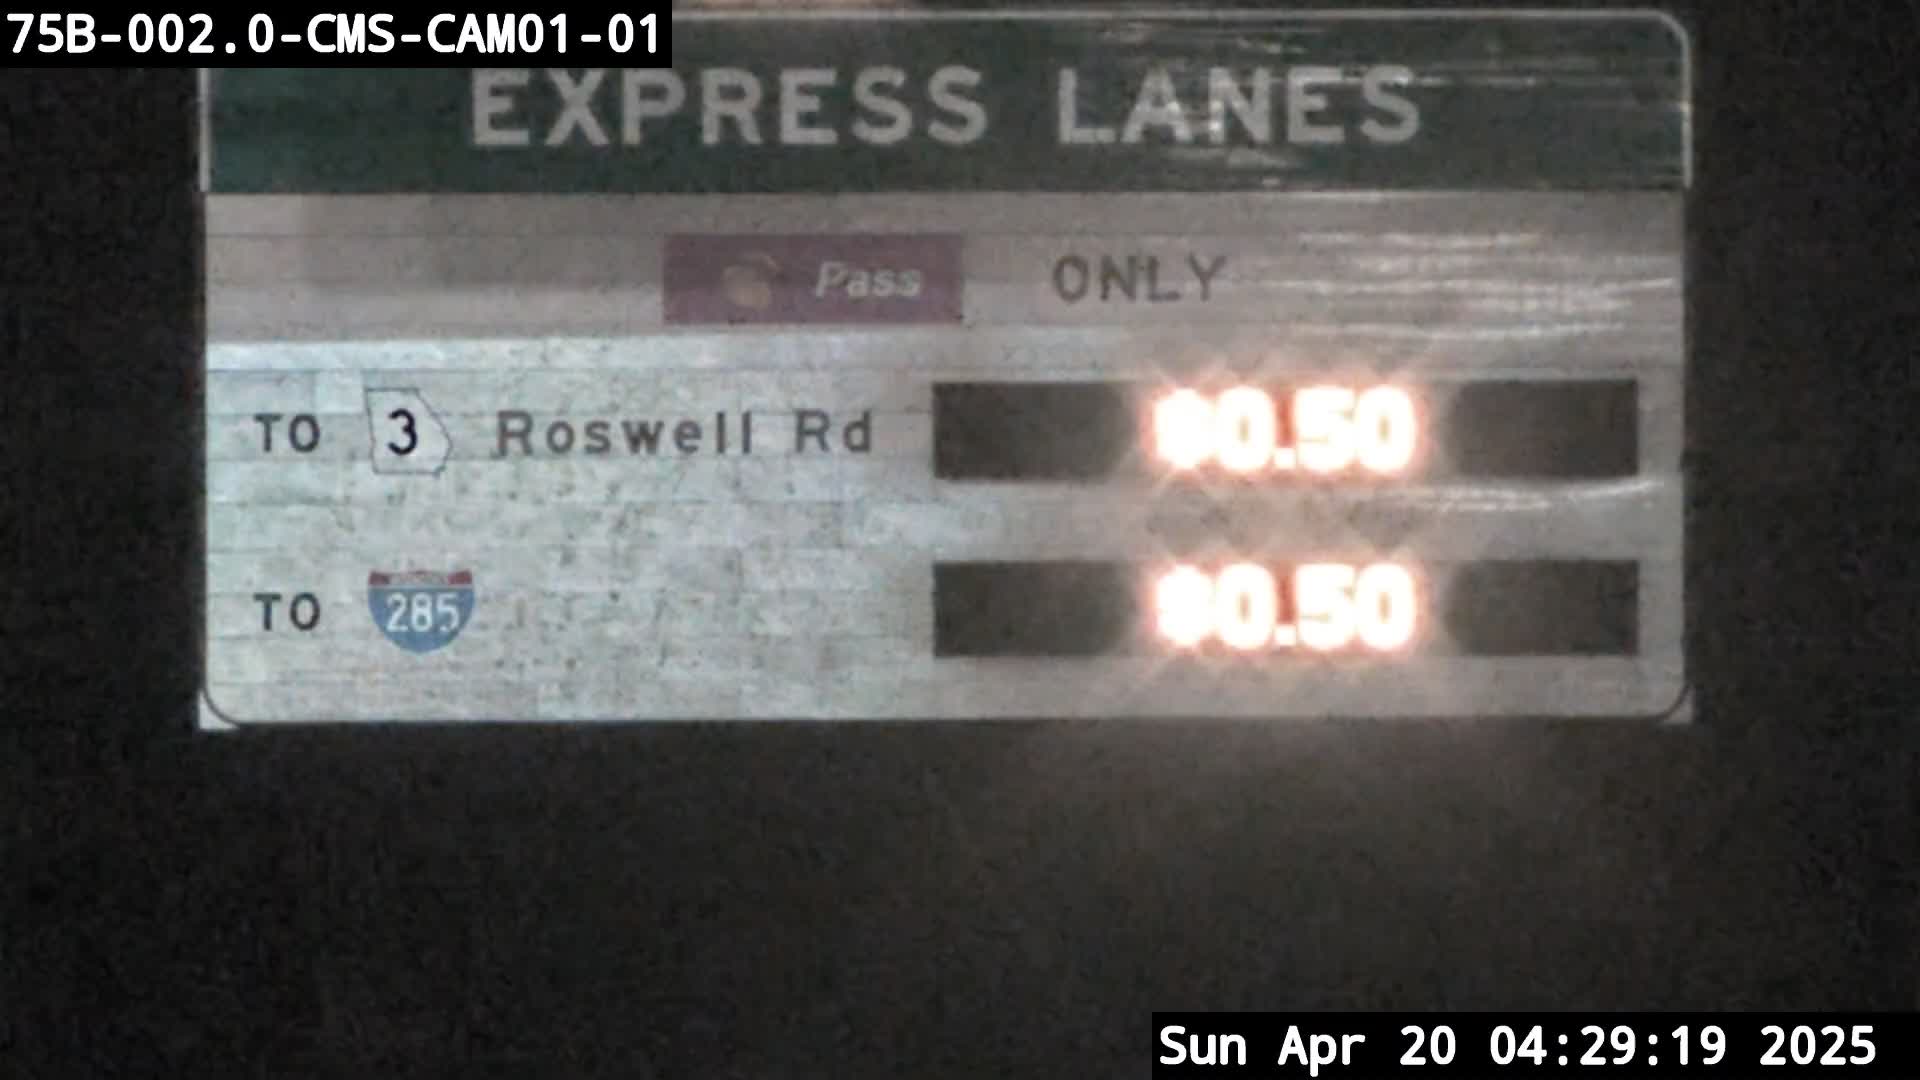 75B-002.0-CMS-CAM01-01
EXPRESS LANES
Pass ONLY
TO 3 Roswell Rd $0.50
TO 285 $0.50
Sun Apr 20 04:29:19 2025